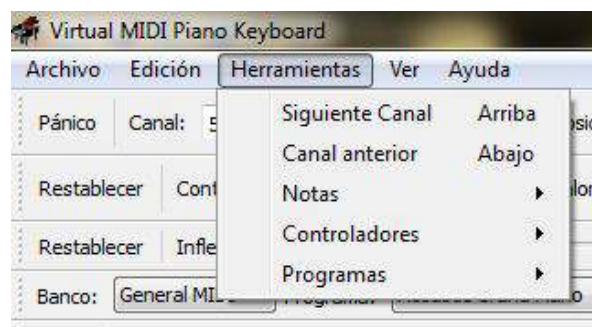 Virtual MIDI Piano Keyboard
Archivo Edición Herramientas Ver Ayuda
Pánico Canal:
Siguiente Canal Arriba
Canal anterior Abajo
Restablecer
Notas
Controladores
Restablecer
Programas
Banco: General